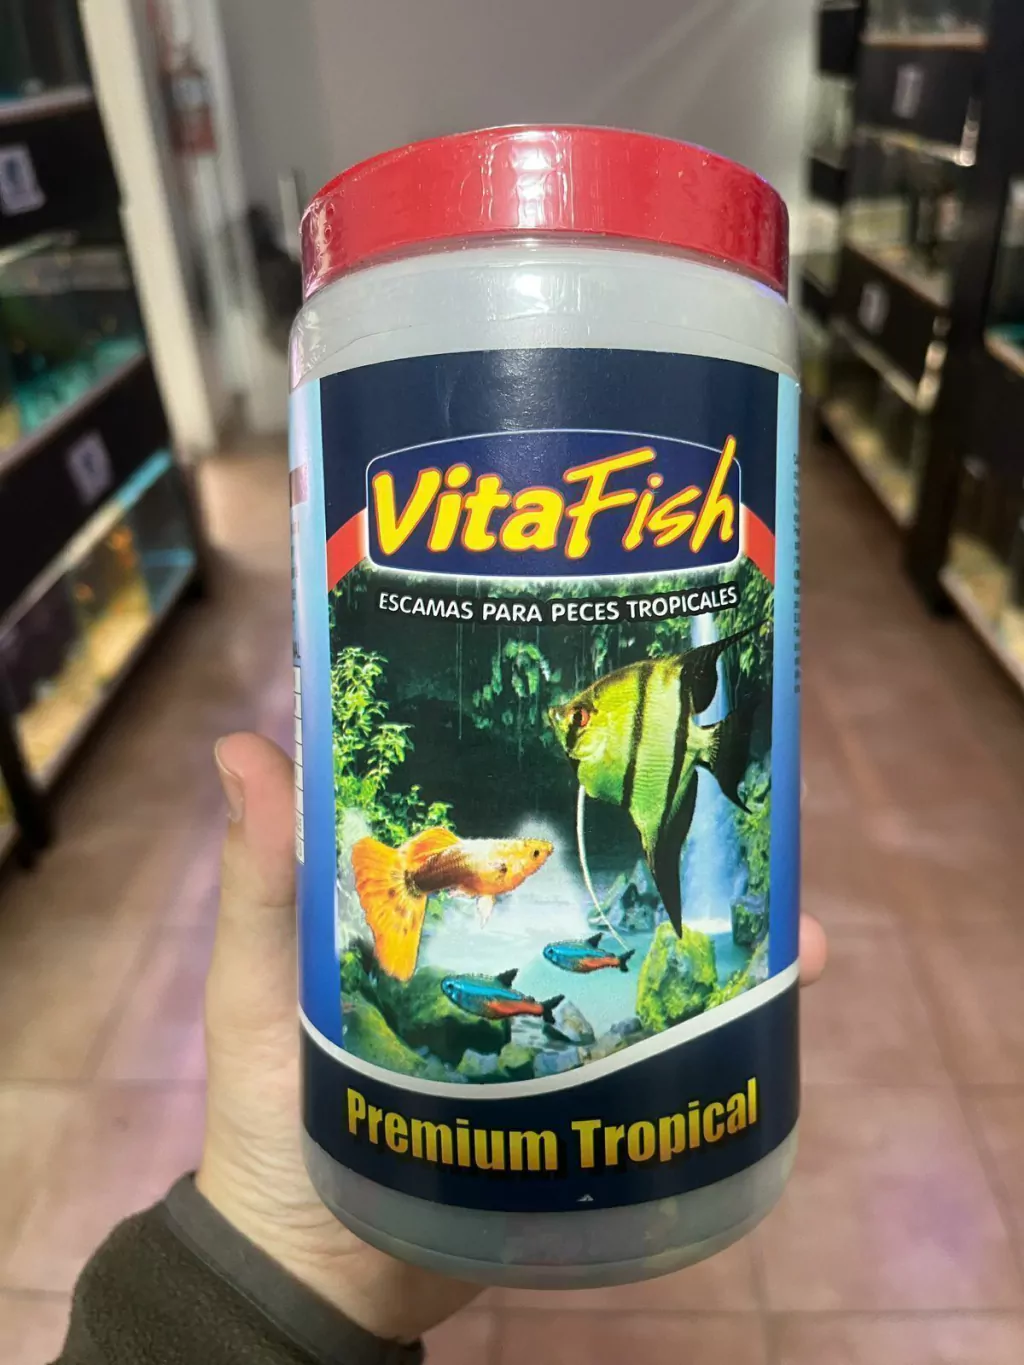 VitaFish
ESCAMAS PARA PECES TROPICALES
Premium Tropical